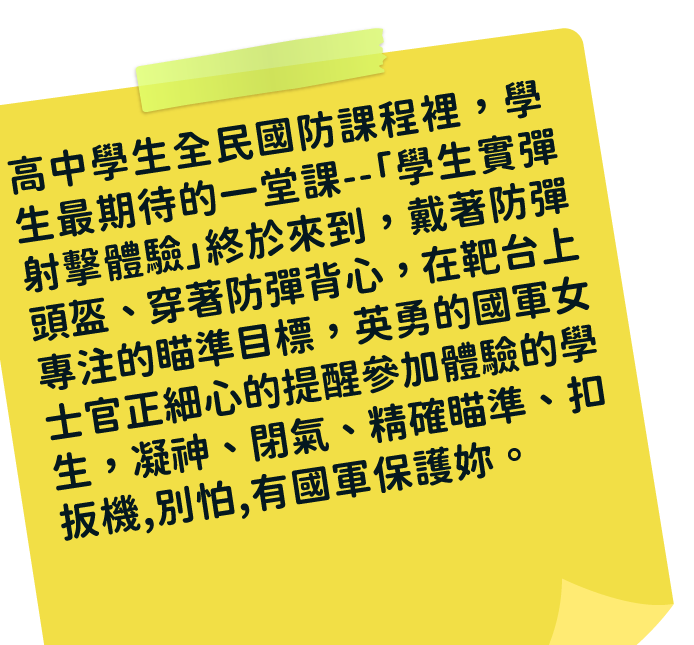 高中學生全民國防課程裡，學
生最期待的一堂課--「學生實彈
射擊體驗」終於來到，戴著防彈
頭盔、穿著防彈背心，在靶台上
專注的瞄準目標，英勇的國軍女
士官正細心的提醒參加體驗的學
生，凝神、閉氣、精確瞄準、扣
扳機,別怕,有國軍保護妳。